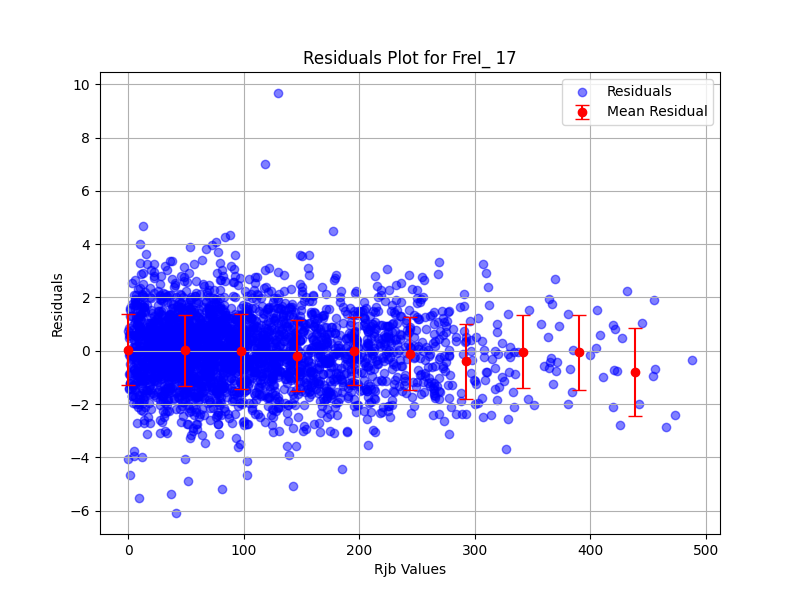 Residuals Plot for FreI_ 17
Residuals
Mean Residual
10
8
6
4
2
0
−2
−4
−6
Residuals
0 100 200 300 400 500
Rjb Values